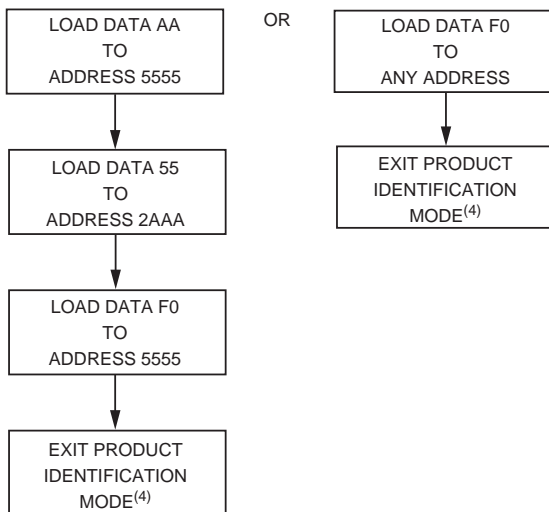 LOAD DATA AA
TO
ADDRESS 5555
LOAD DATA 55
TO
ADDRESS 2AAA
LOAD DATA F0
TO
ADDRESS 5555
EXIT PRODUCT
IDENTIFICATION
MODE(4)
OR
LOAD DATA F0
TO
ANY ADDRESS
EXIT PRODUCT
IDENTIFICATION
MODE(4)